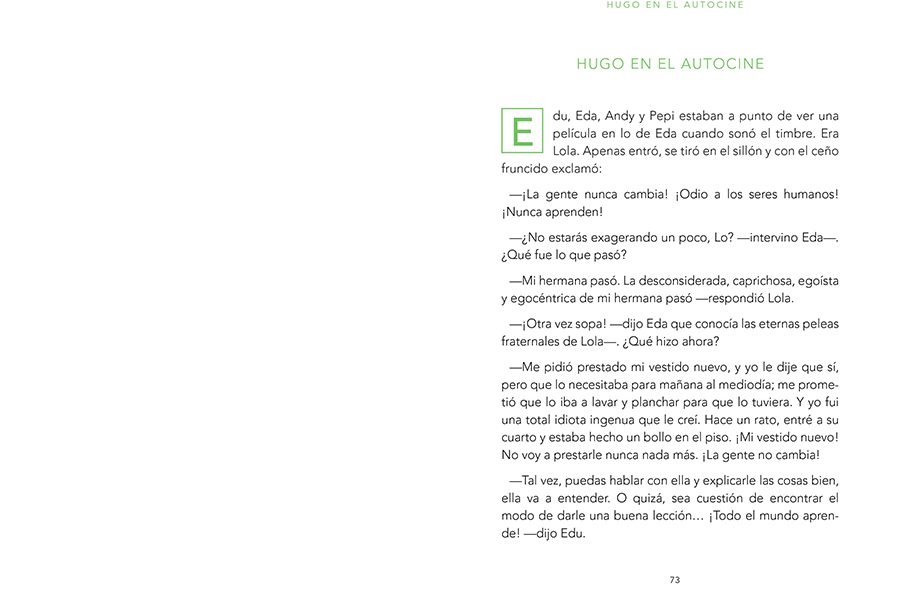 HUGO EN EL AUTOCINE
HUGO EN EL AUTOCINE
Edu, Eda, Andy y Pepi estaban a punto de ver una
película en lo de Eda cuando sonó el timbre. Era
Lola. Apenas entró, se tiró en el sillón y con el ceño
fruncido exclamó:
—¡La gente nunca cambia! ¡Odio a los seres humanos!
¡Nunca aprenden!
—¿No estarás exagerando un poco, Lo? —intervino Eda—.
¿Qué fue lo que pasó?
—Mi hermana pasó. La desconsiderada, caprichosa, egoísta
y egocéntrica de mi hermana pasó —respondió Lola.
—¡Otra vez sopa! —dijo Eda que conocía las eternas peleas
fraternales de Lola—. ¿Qué hizo ahora?
—Me pidió prestado mi vestido nuevo, y yo le dije que sí,
pero que lo necesitaba para mañana al mediodía; me prome-
tió que lo iba a lavar y planchar para que lo tuviera. Y yo fui
una total idiota ingenua que le creí. Hace un rato, entré a su
cuarto y estaba hecho un bollo en el piso. ¡Mi vestido nuevo!
No voy a prestarle nunca nada más. ¡La gente no cambia!
—Tal vez, puedas hablar con ella y explicarle las cosas bien,
ella va a entender. O quizá, sea cuestión de encontrar el
modo de darle una buena lección… ¡Todo el mundo apren-
de! —dijo Edu.
73